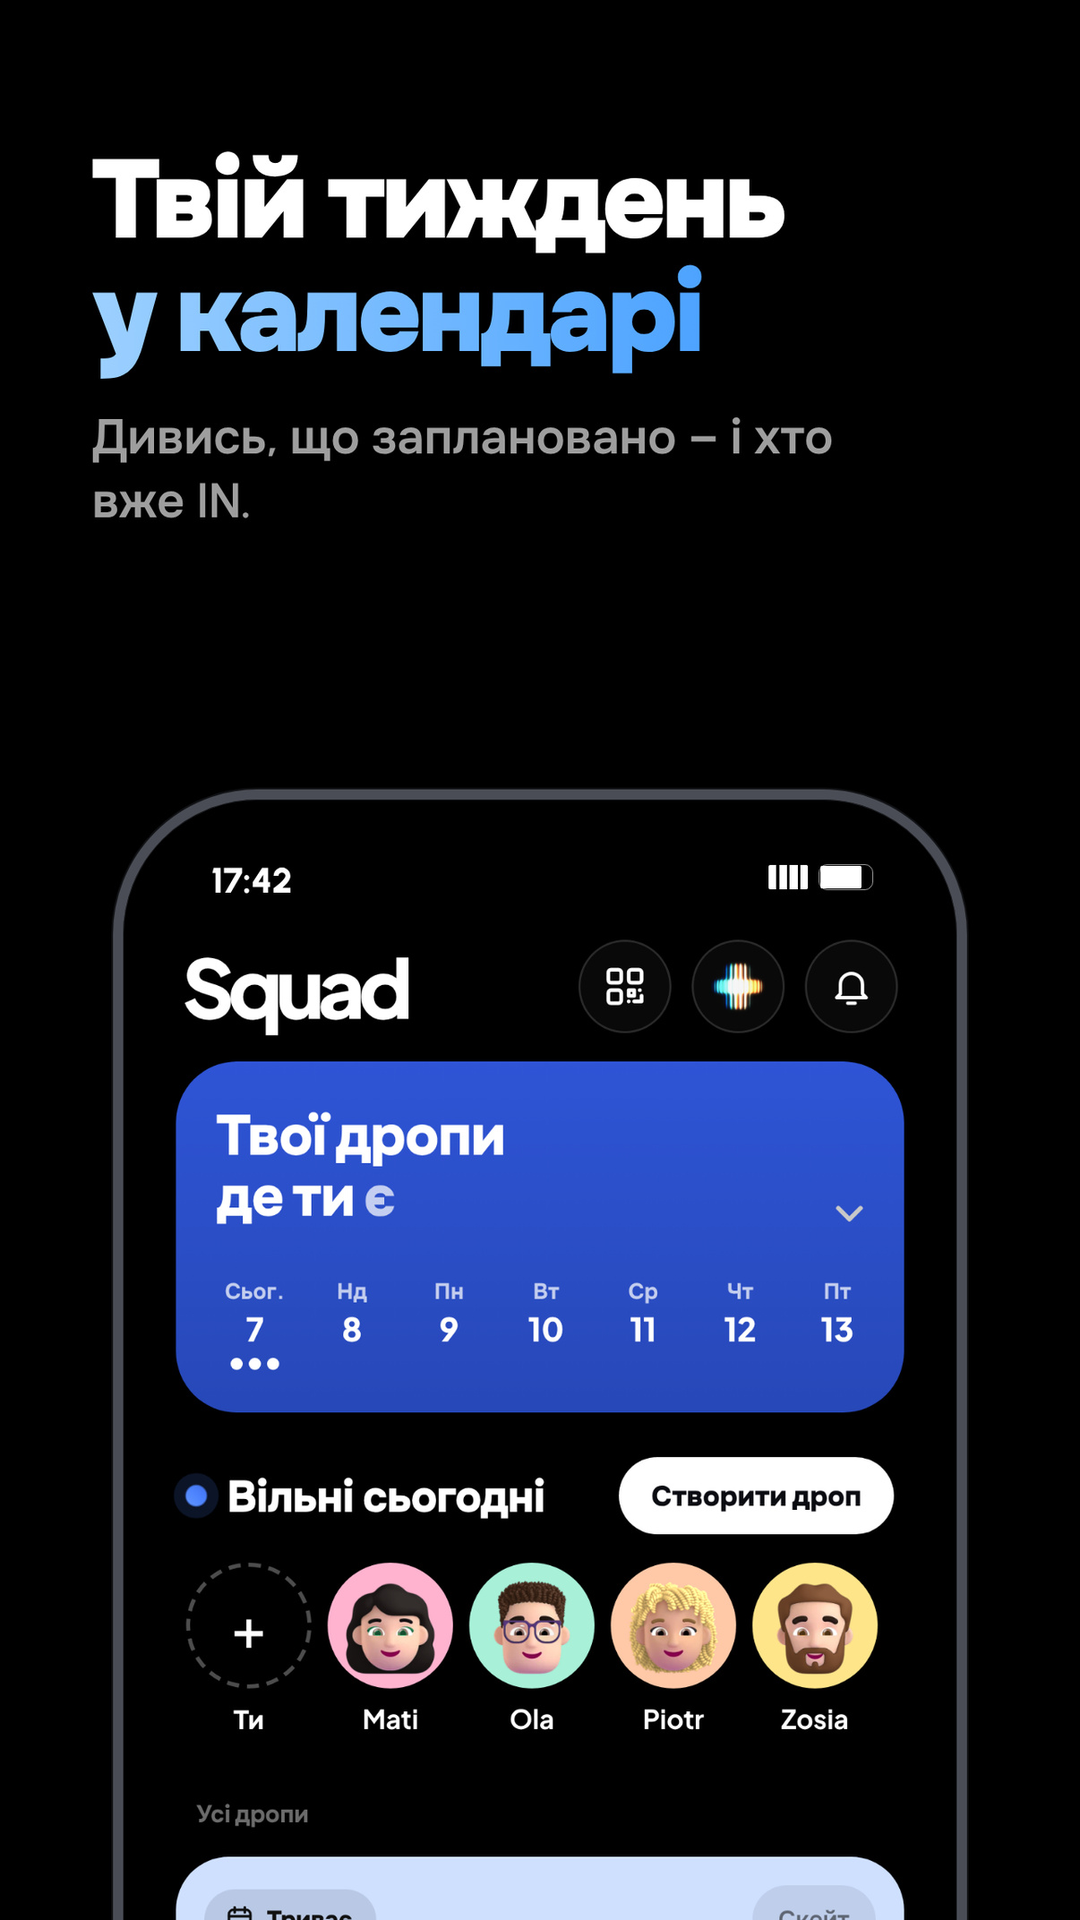 Твій тиждень
у календарі
Дивись, що заплановано – і хто
вже IN.
17:42
Squad
Твої дропи
де ти є
Сьог. Нд Пн Вт Ср Чт Пт
7 8 9 10 11 12 13
Вільні сьогодні
Створити дроп
Ти Mati Ola Piotr Zosia
Усі дропи
Триває
Скейт